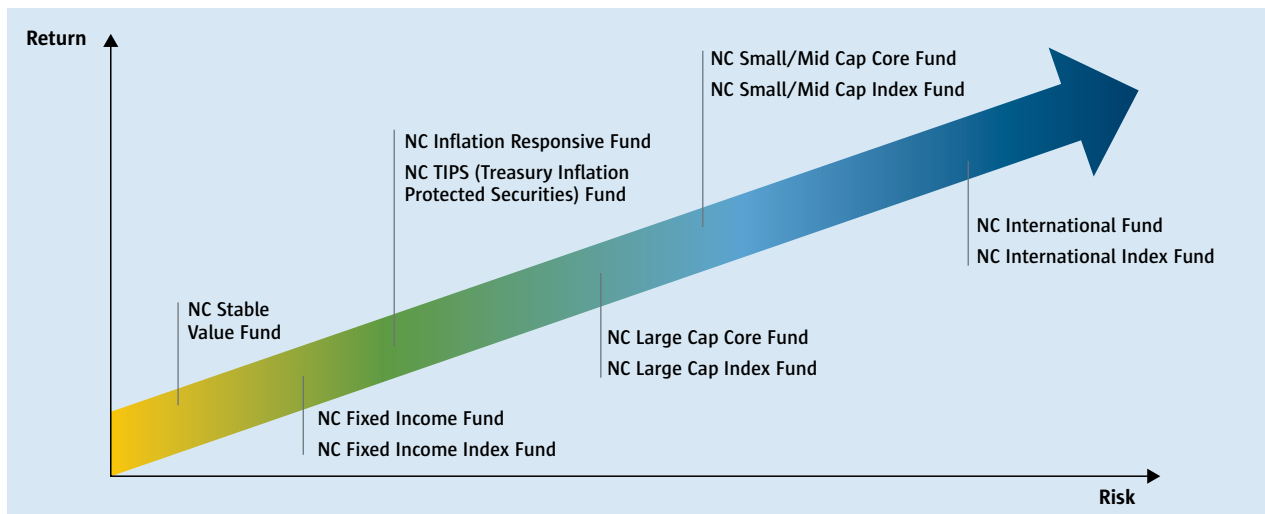 Return
NC Small/Mid Cap Core Fund
NC Small/Mid Cap Index Fund
NC Inflation Responsive Fund
NC TIPS (Treasury Inflation
Protected Securities) Fund
NC International Fund
NC International Index Fund
NC Stable
Value Fund
NC Large Cap Core Fund
NC Large Cap Index Fund
NC Fixed Income Fund
NC Fixed Income Index Fund
Risk